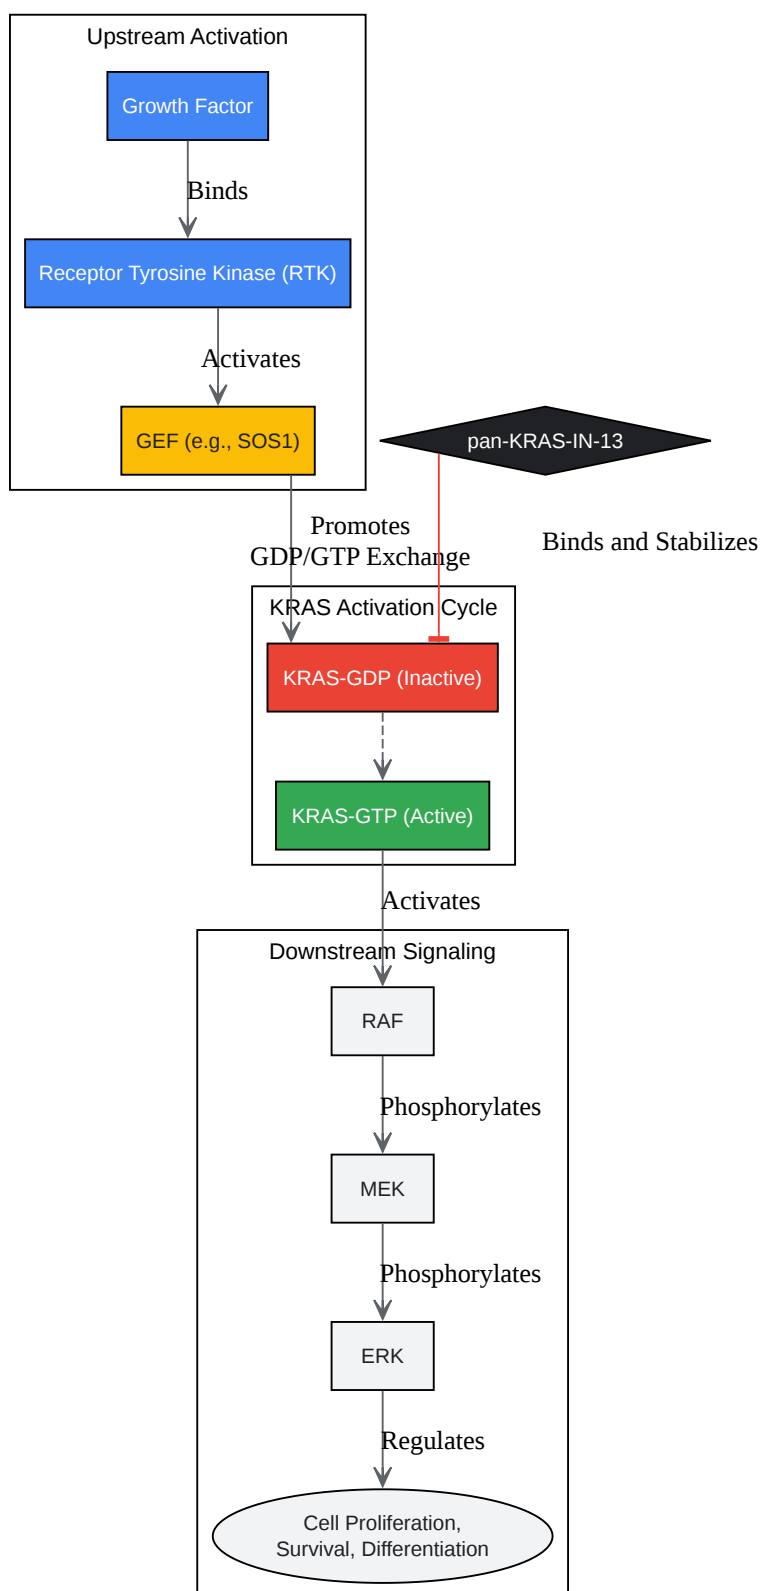 Upstream Activation
Growth Factor
Binds
Receptor Tyrosine Kinase (RTK)
Activates
GEF (e.g., SOS1)
pan-KRAS-IN-13
Promotes
GDP/GTP Exchange
Binds and Stabilizes
KRAS Activation Cycle
KRAS-GDP (Inactive)
KRAS-GTP (Active)
Activates
Downstream Signaling
RAF
Phosphorylates
MEK
Phosphorylates
ERK
Regulates
Cell Proliferation,
Survival, Differentiation